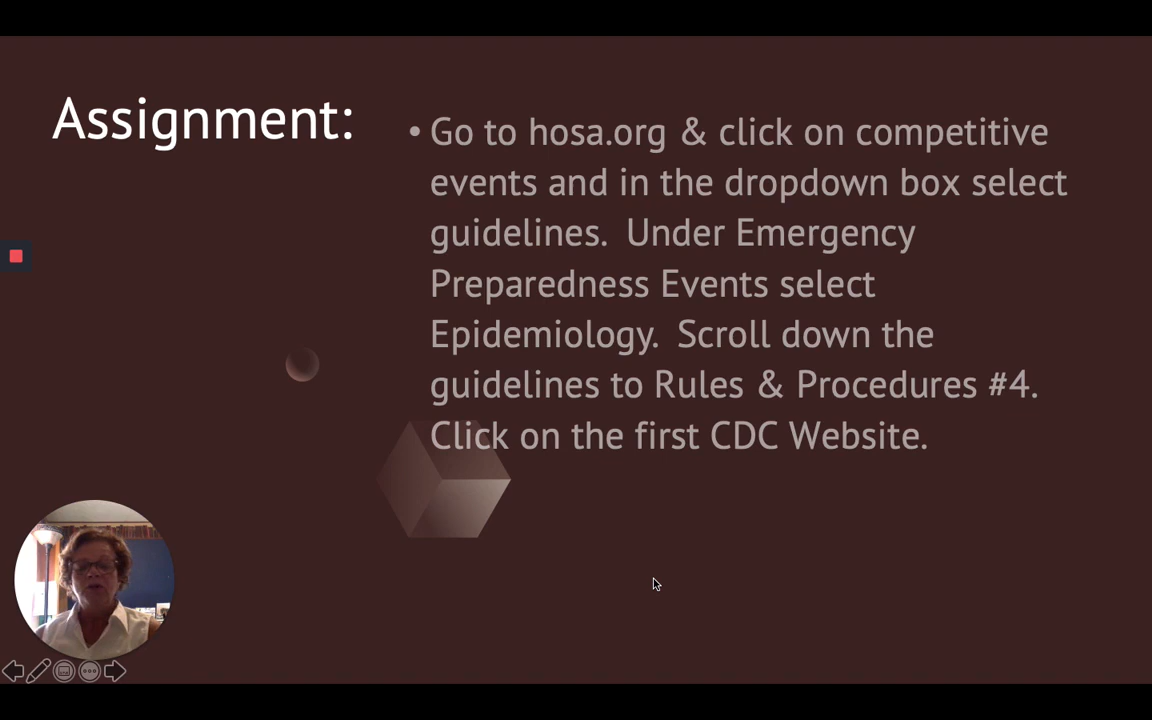 Assignment:
• Go to hosa.org & click on competitive
events and in the dropdown box select
guidelines.  Under Emergency
Preparedness Events select
Epidemiology.  Scroll down the
guidelines to Rules & Procedures #4.
Click on the first CDC Website.